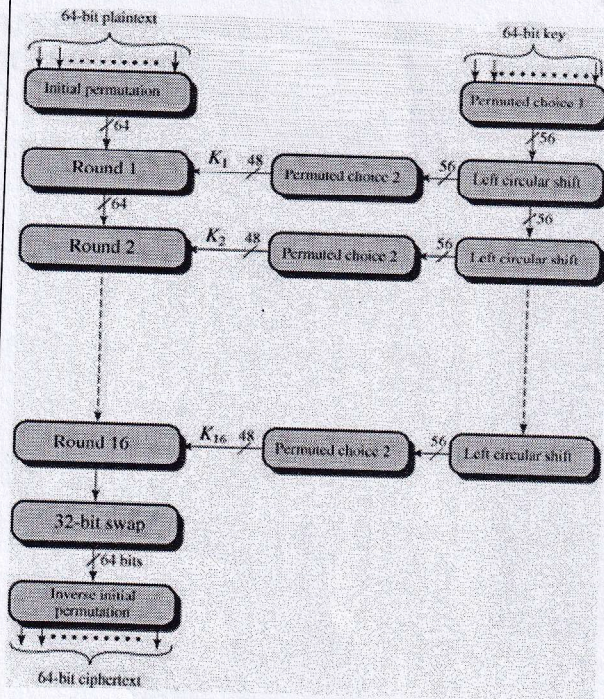 64-bit plaintext
64-bit key
Initial permutation
Permuted choice 1
64
56
Round 1
K1
48
Permuted choice 2
56
Left circular shift
64
56
Round 2
K2
48
Permuted choice 2
56
Left circular shift
Round 16
K16
48
Permuted choice 2
56
Left circular shift
32-bit swap
64 bits
Inverse initial
permutation
64-bit ciphertext